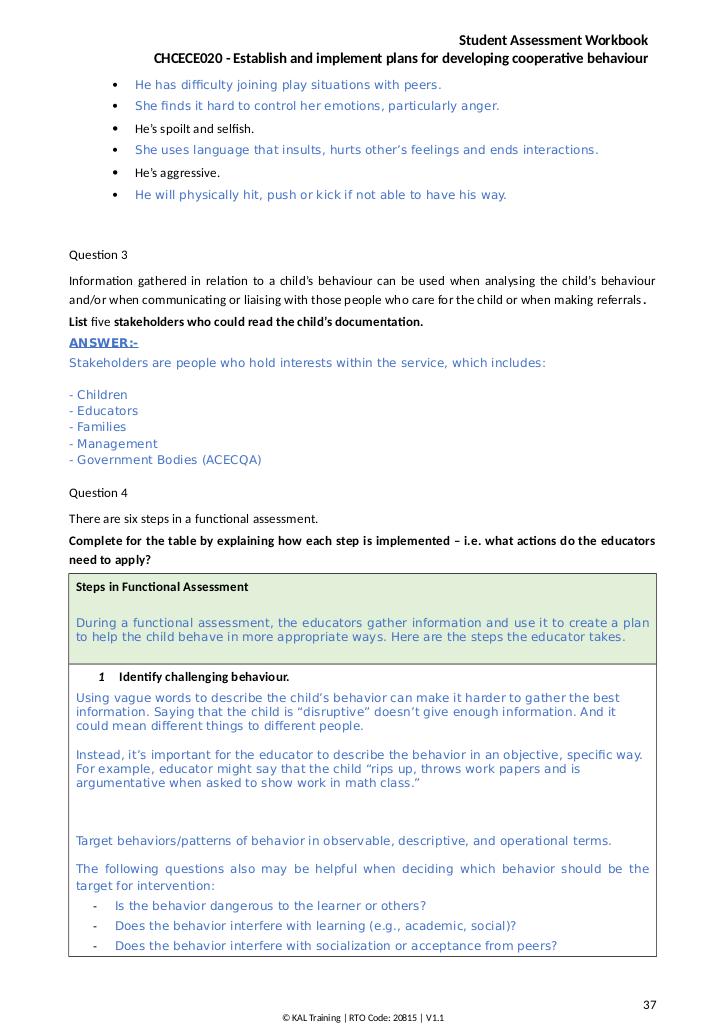 Student Assessment Workbook
CHCECE020 - Establish and implement plans for developing cooperative behaviour
• He has difficulty joining play situations with peers.
• She finds it hard to control her emotions, particularly anger.
• He's spoilt and selfish.
• She uses language that insults, hurts other's feelings and ends interactions.
• He's aggressive.
• He will physically hit, push or kick if not able to have his way.
Question 3
Information gathered in relation to a child's behaviour can be used when analysing the child's behaviour
and/or when communicating or liaising with those people who care for the child or when making referrals.
List five stakeholders who could read the child's documentation.
ANSWER:-
Stakeholders are people who hold interests within the service, which includes:
- Children
- Educators
- Families
- Management
- Government Bodies (ACECQA)
Question 4
There are six steps in a functional assessment.
Complete for the table by explaining how each step is implemented – i.e. what actions do the educators
need to apply?
Steps in Functional Assessment
During a functional assessment, the educators gather information and use it to create a plan
to help the child behave in more appropriate ways. Here are the steps the educator takes.
1 Identify challenging behaviour.
Using vague words to describe the child's behavior can make it harder to gather the best
information. Saying that the child is “disruptive” doesn't give enough information. And it
could mean different things to different people.
Instead, it's important for the educator to describe the behavior in an objective, specific way.
For example, educator might say that the child “rips up, throws work papers and is
argumentative when asked to show work in math class.”
Target behaviors/patterns of behavior in observable, descriptive, and operational terms.
The following questions also may be helpful when deciding which behavior should be the
target for intervention:
- Is the behavior dangerous to the learner or others?
- Does the behavior interfere with learning (e.g., academic, social)?
- Does the behavior interfere with socialization or acceptance from peers?
37
© KAL Training | RTO Code: 20815 | V1.1